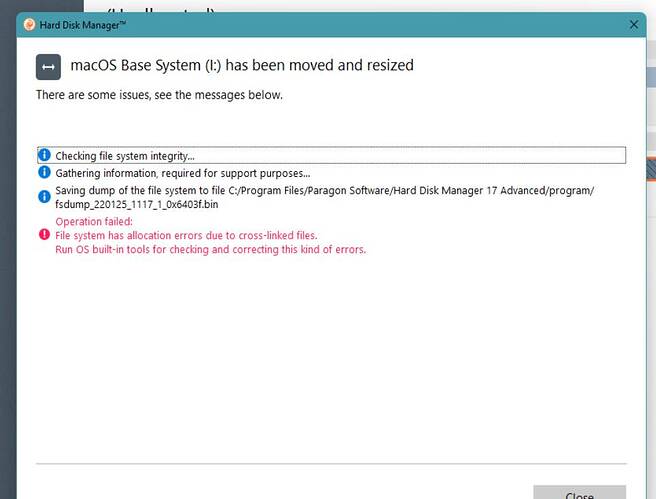 Hard Disk Manager™
macOS Base System (I:) has been moved and resized
There are some issues, see the messages below.
Checking file system integrity...
Gathering information, required for support purposes...
Saving dump of the file system to file C:/Program Files/Paragon Software/Hard Disk Manager 17 Advanced/program/
fsdump_220125_1117_1_0x6403f.bin
Operation failed:
File system has allocation errors due to cross-linked files.
Run OS built-in tools for checking and correcting this kind of errors.
Close